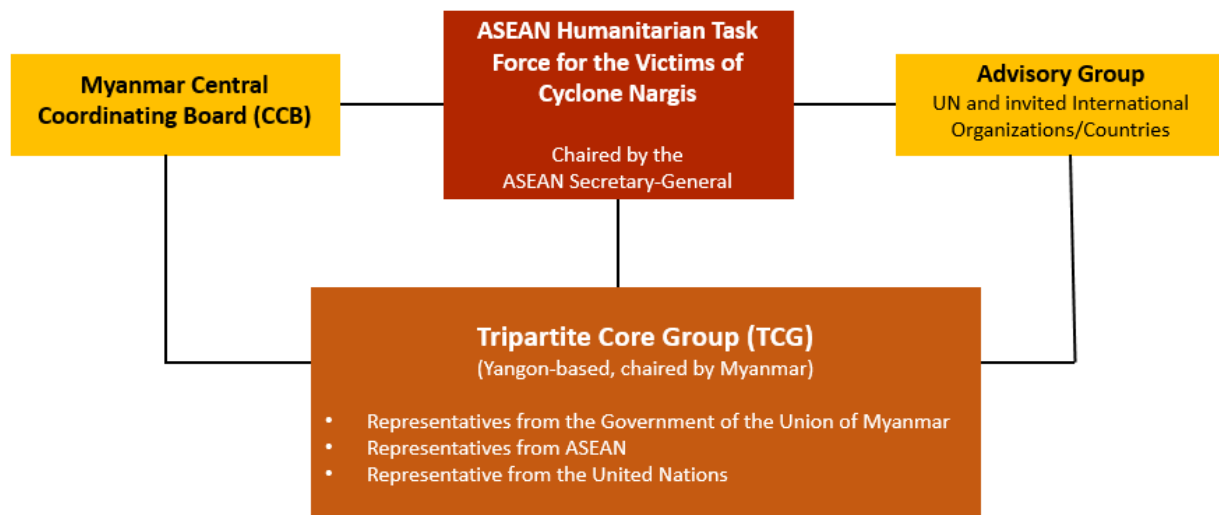 Myanmar Central
Coordinating Board (CCB)
ASEAN Humanitarian Task
Force for the Victims of
Cyclone Nargis
Chaired by the
ASEAN Secretary-General
Advisory Group
UN and invited International
Organizations/Countries
Tripartite Core Group (TCG)
(Yangon-based, chaired by Myanmar)
• Representatives from the Government of the Union of Myanmar
• Representatives from ASEAN
• Representative from the United Nations